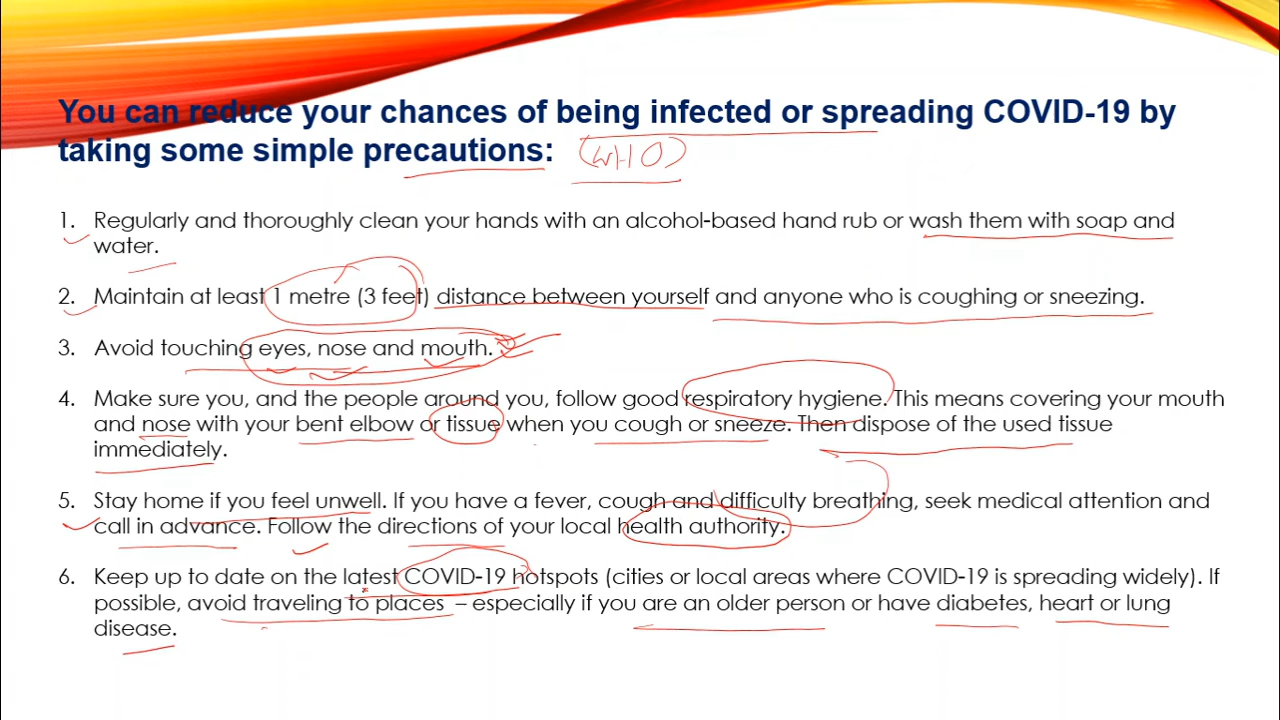 You can reduce your chances of being infected or spreading COVID-19 by
taking some simple precautions: (WHO)
1. Regularly and thoroughly clean your hands with an alcohol-based hand rub or wash them with soap and
water.
2. Maintain at least 1 metre (3 feet) distance between yourself and anyone who is coughing or sneezing.
3. Avoid touching eyes, nose and mouth.
4. Make sure you, and the people around you, follow good respiratory hygiene. This means covering your mouth
and nose with your bent elbow or tissue when you cough or sneeze. Then dispose of the used tissue
immediately.
5. Stay home if you feel unwell. If you have a fever, cough and difficulty breathing, seek medical attention and
call in advance. Follow the directions of your local health authority.
6. Keep up to date on the latest COVID-19 hotspots (cities or local areas where COVID-19 is spreading widely). If
possible, avoid traveling to places – especially if you are an older person or have diabetes, heart or lung
disease.